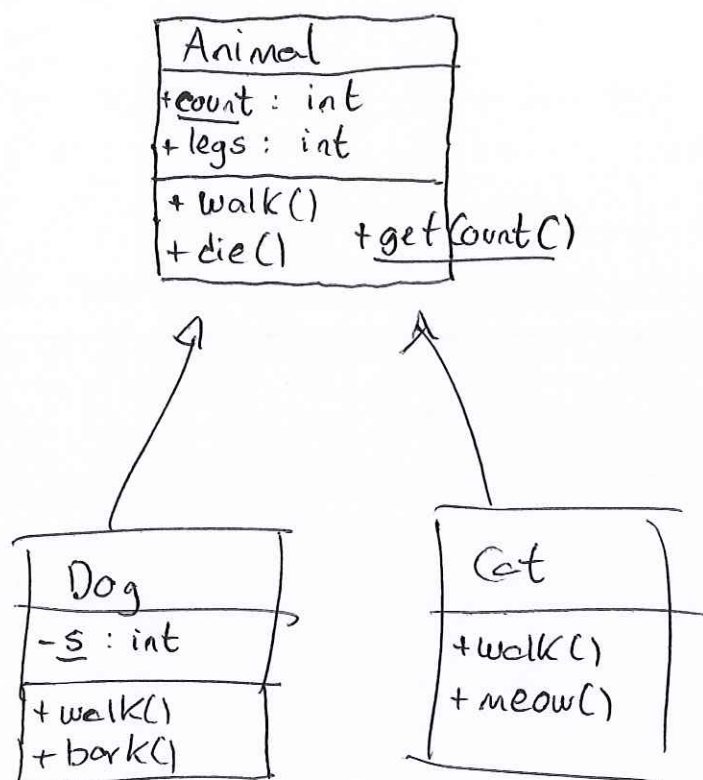 Animal
+count : int
+legs : int
+ walk()
+ die()
+getCount()
Dog
-s : int
+walk()
+bark()
Cat
+walk()
+meow()